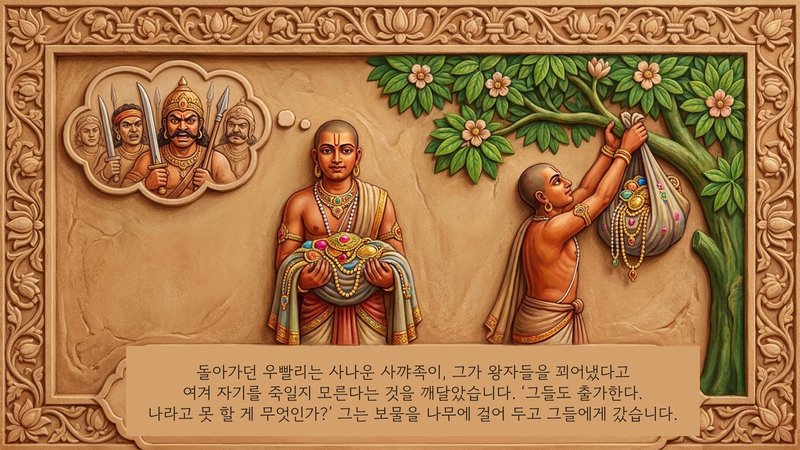 돌아가던 우빨리는 사나운 사꺄족이, 그가 왕자들을 꾀어냈다고
여겨 자기를 죽일지 모른다는 것을 깨달았습니다. ‘그들도 출가한다.
나라고 못 할 게 무엇인가?’ 그는 보물을 나무에 걸어 두고 그들에게 갔습니다.